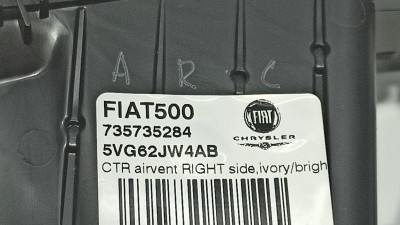 A R C
FIAT500
FIAT
735735284
CHRYSLER
5VG62JW4AB
CTR airvent RIGHT side,ivory/brigh